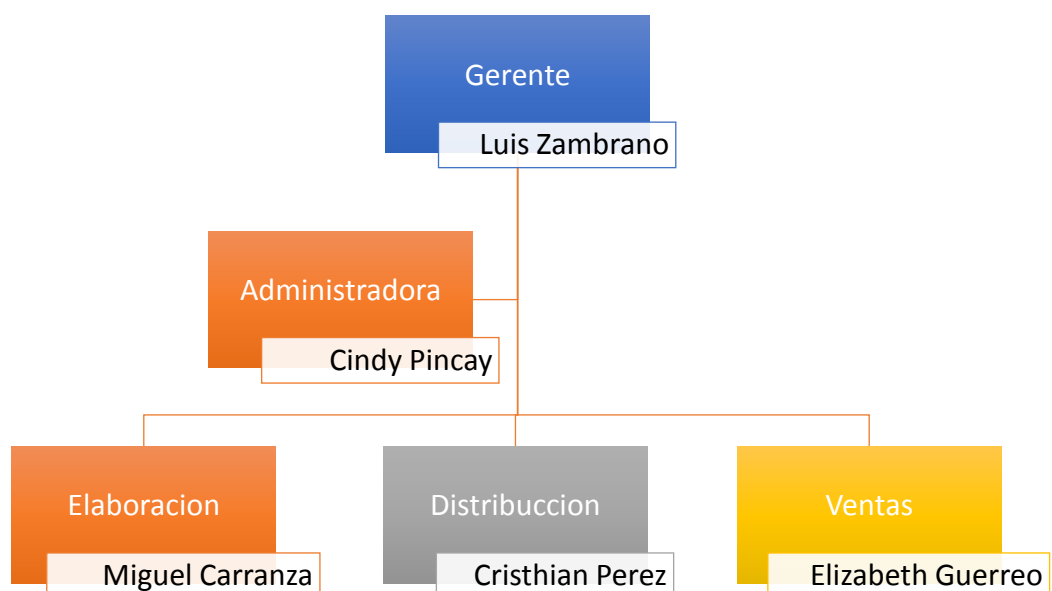 Gerente
Luis Zambrano
Administradora
Cindy Pincay
Elaboracion
Miguel Carranza
Distribuccion
Cristhian Perez
Ventas
Elizabeth Guerreo